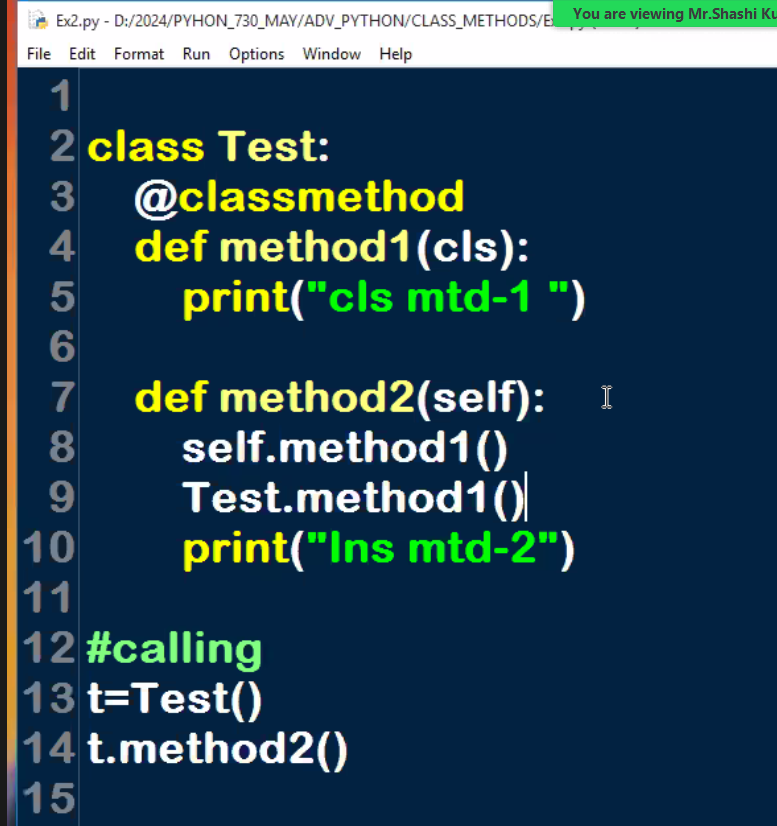 You are viewing Mr.Shashi
Ex2.py - D:/2024/PYHON_730_MAY/ADV_PYTHON/CLASS_METHODS/
File Edit Format Run Options Window Help
1
2 class Test:
3 @classmethod
4 def method1(cls):
5 print("cls mtd-1 ")
6
7 def method2(self):
8 self.method1()
9 Test.method1()
10 print("Ins mtd-2")
11
12 #calling
13 t=Test()
14 t.method2()
15